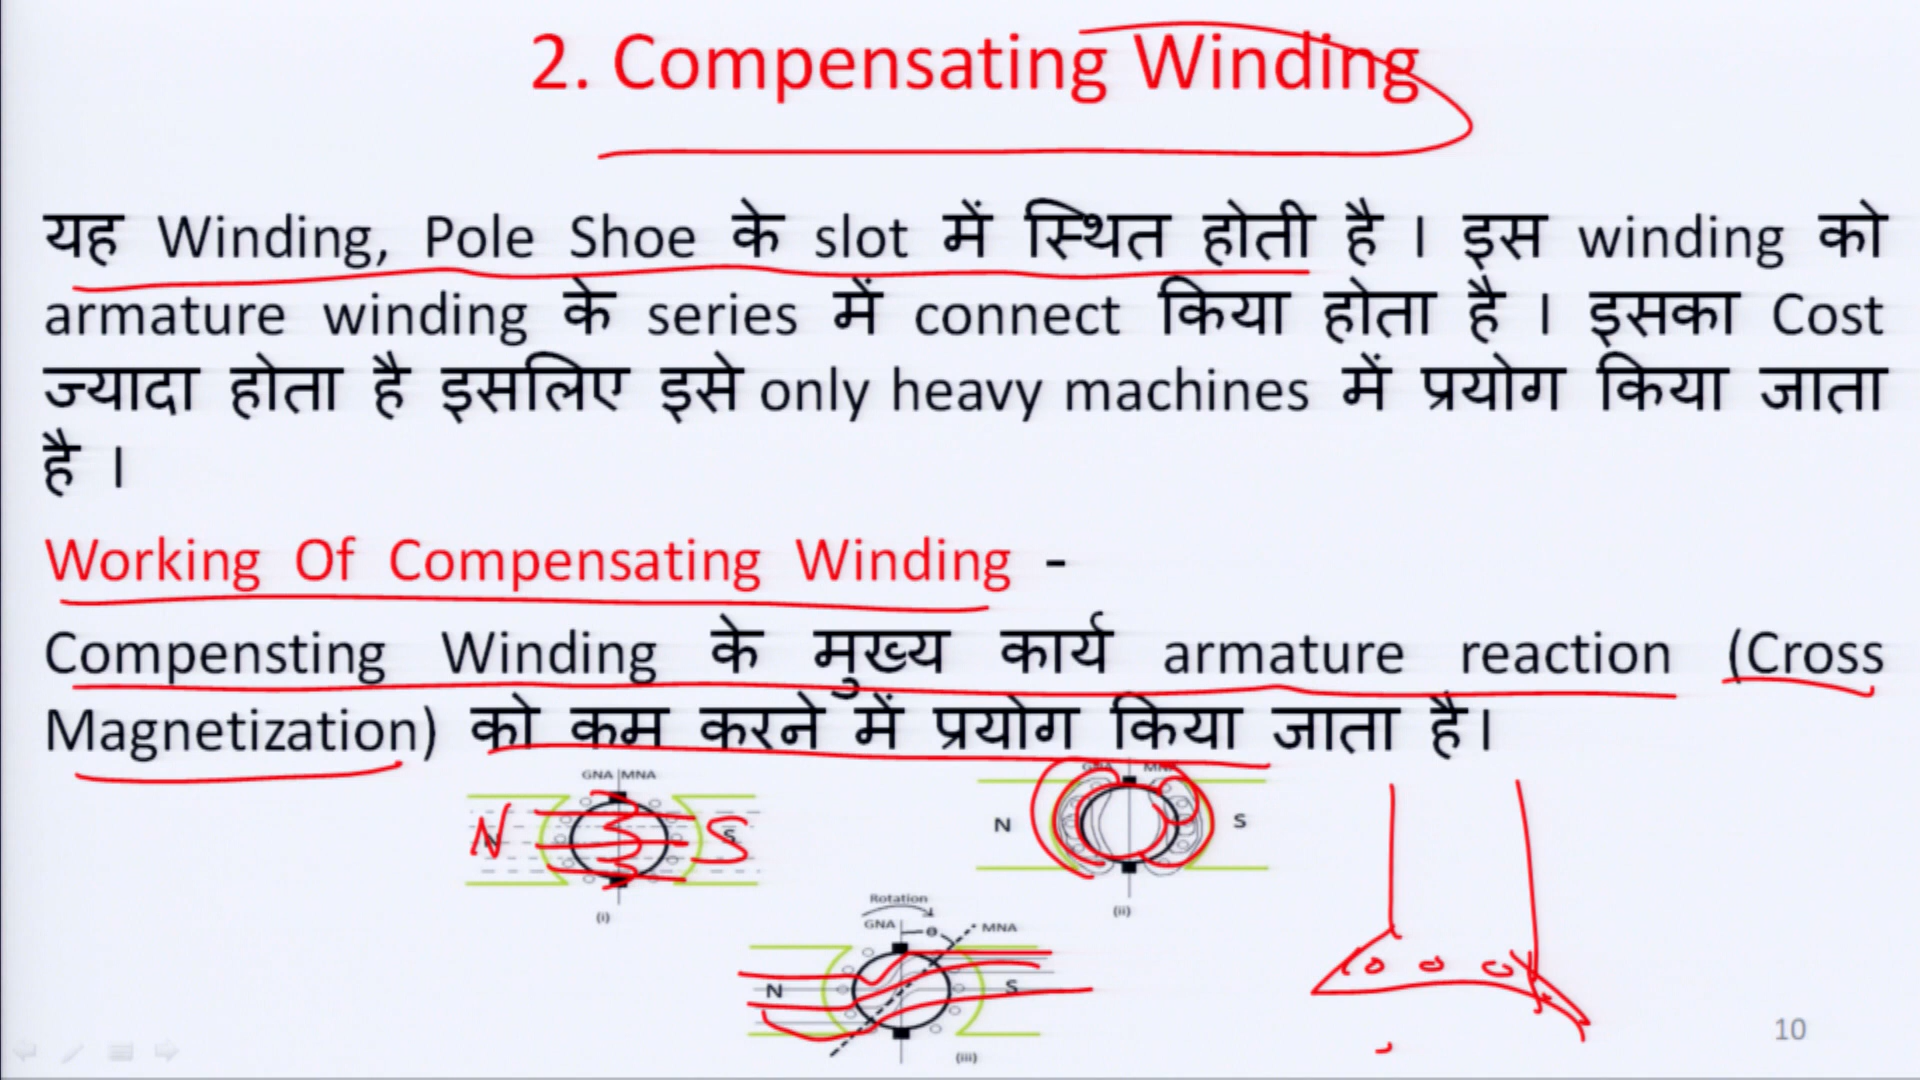 2. Compensating Winding
यह Winding, Pole Shoe के slot में स्थित होती है । इस winding को
armature winding के series में connect किया होता है । इसका Cost
ज्यादा होता है इसलिए इसे only heavy machines में प्रयोग किया जाता
है ।
Working Of Compensating Winding -
Compensting Winding के मुख्य कार्य armature reaction (Cross
Magnetization) को कम करने में प्रयोग किया जाता है।
GNA MNA
N S
N S
(i)
GNA MNA
N S
(ii)
Rotation
GNA θ MNA
N S
(iii)
10